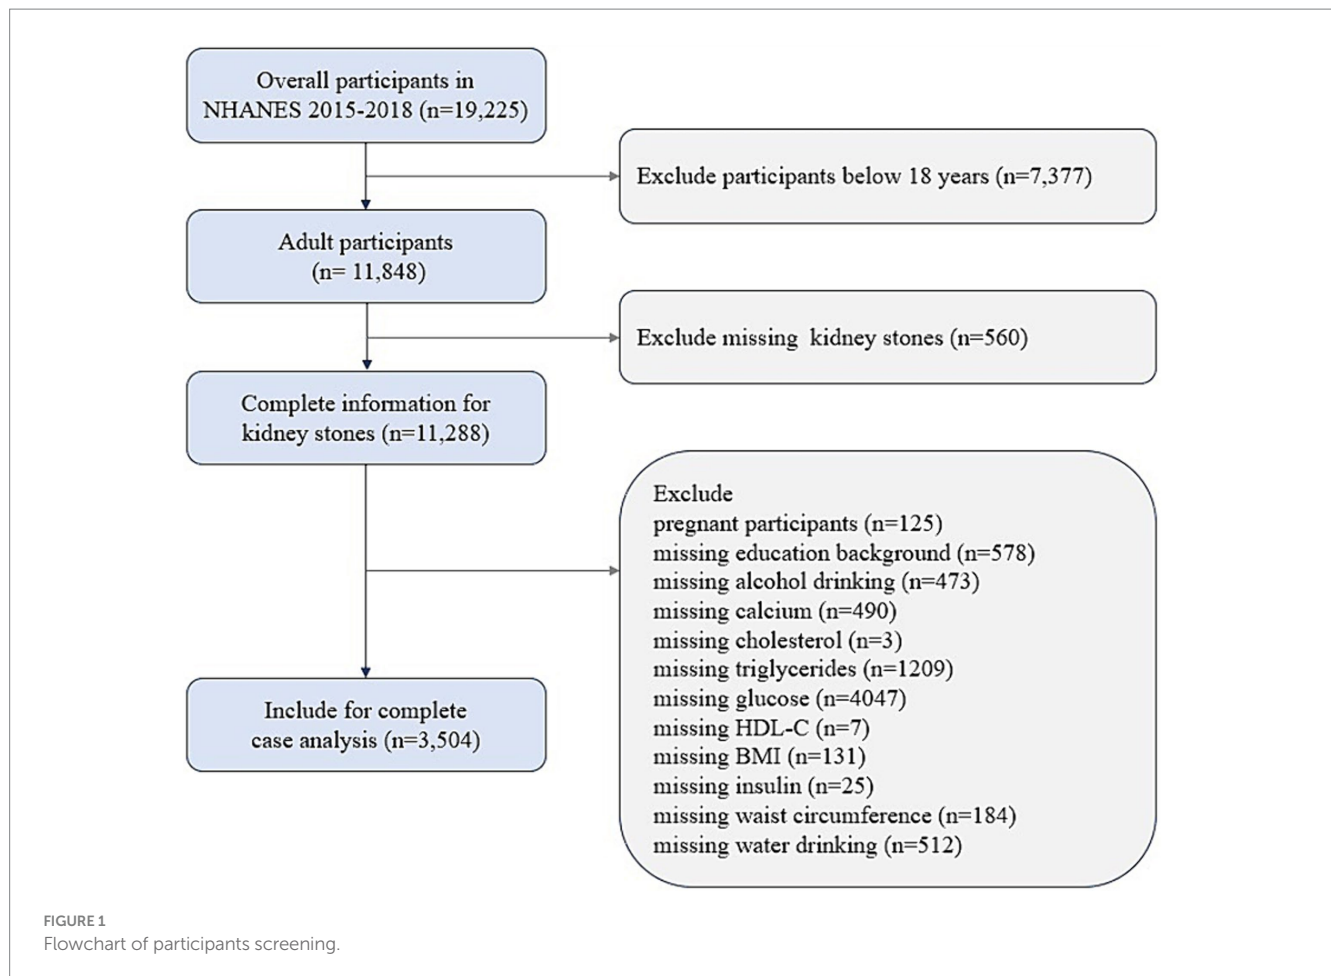 Overall participants in
NHANES 2015-2018 (n=19,225)
Exclude participants below 18 years (n=7,377)
Adult participants
(n= 11,848)
Exclude missing kidney stones (n=560)
Complete information for
kidney stones (n=11,288)
Exclude
pregnant participants (n=125)
missing education background (n=578)
missing alcohol drinking (n=473)
missing calcium (n=490)
missing cholesterol (n=3)
missing triglycerides (n=1209)
missing glucose (n=4047)
missing HDL-C (n=7)
missing BMI (n=131)
missing insulin (n=25)
missing waist circumference (n=184)
missing water drinking (n=512)
Include for complete
case analysis (n=3,504)
FIGURE 1
Flowchart of participants screening.